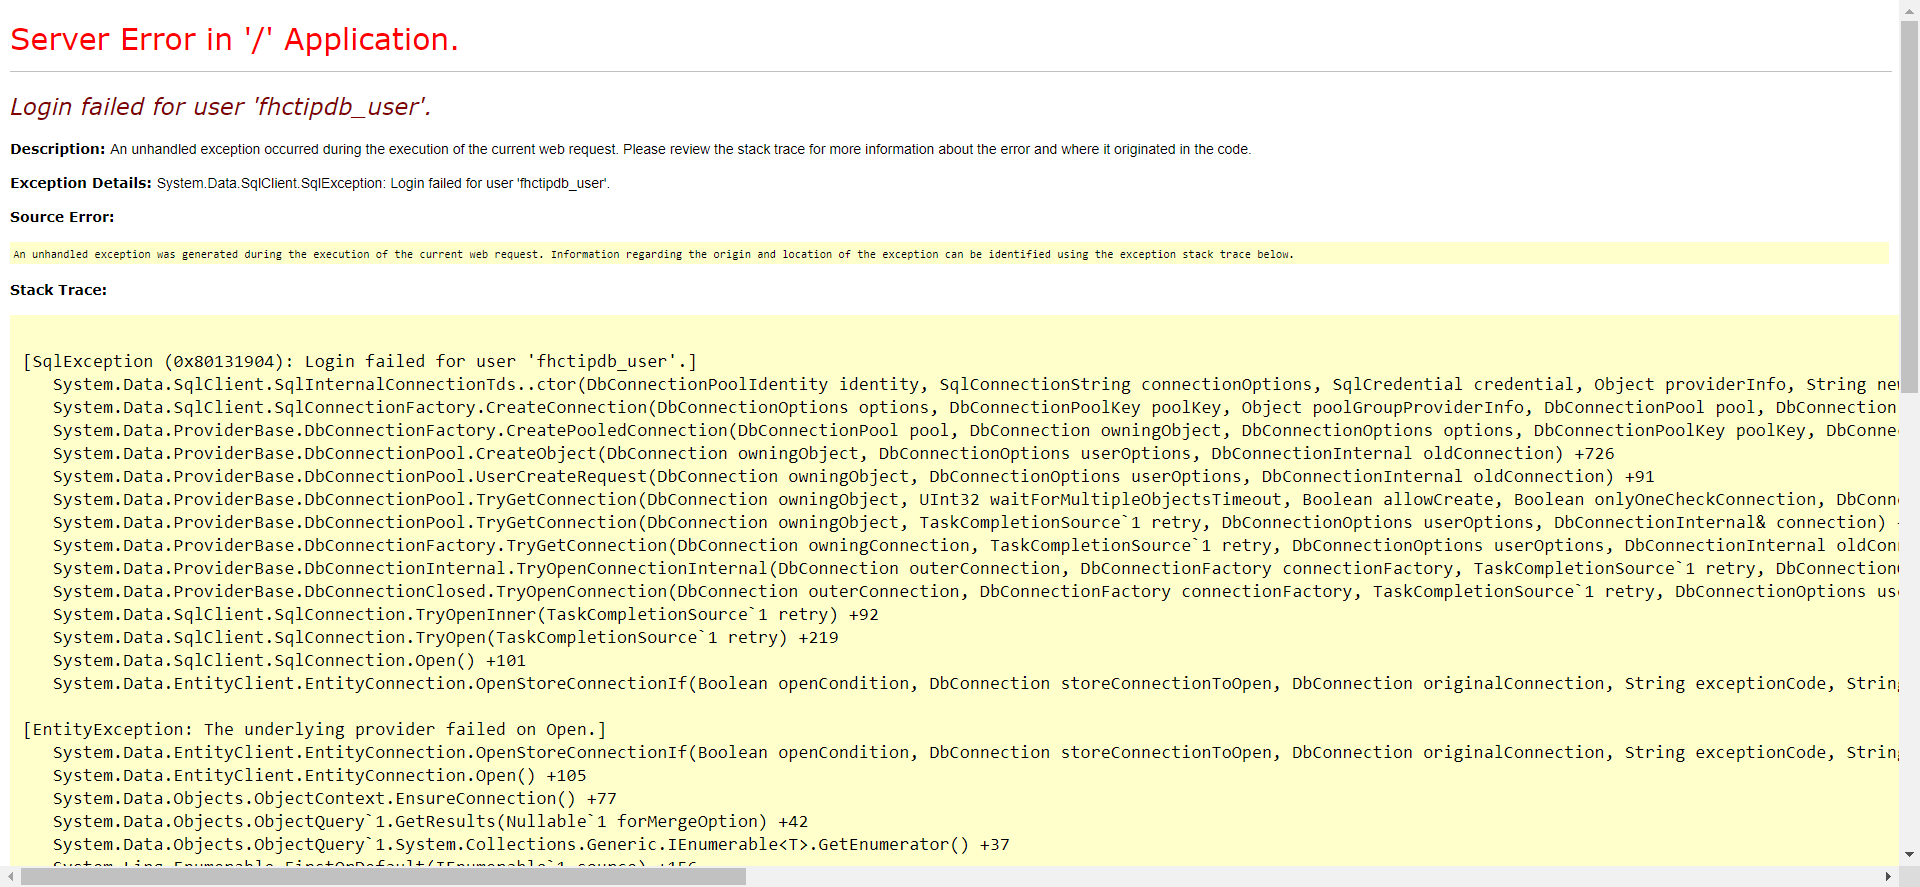 Server Error in '/' Application.
Login failed for user 'fhctipdb_user'.
Description: An unhandled exception occurred during the execution of the current web request. Please review the stack trace for more information about the error and where it originated in the code.
Exception Details: System.Data.SqlClient.SqlException: Login failed for user 'fhctipdb_user'.
Source Error:
An unhandled exception was generated during the execution of the current web request. Information regarding the origin and location of the exception can be identified using the exception stack trace below.
Stack Trace:
[SqlException (0x80131904): Login failed for user 'fhctipdb_user'.]
System.Data.SqlClient.SqlInternalConnectionTds..ctor(DbConnectionPoolIdentity identity, SqlConnectionString connectionOptions, SqlCredential credential, Object providerInfo, String
System.Data.SqlClient.SqlConnectionFactory.CreateConnection(DbConnectionOptions options, DbConnectionPoolKey poolKey, Object poolGroupProviderInfo, DbConnectionPool pool, DbConnection
System.Data.ProviderBase.DbConnectionFactory.CreatePooledConnection(DbConnectionPool pool, DbConnection owningObject, DbConnectionOptions options, DbConnectionPoolKey poolKey,
System.Data.ProviderBase.DbConnectionPool.CreateObject(DbConnection owningObject, DbConnectionOptions userOptions, DbConnectionInternal oldConnection) +726
System.Data.ProviderBase.DbConnectionPool.UserCreateRequest(DbConnection owningObject, DbConnectionOptions userOptions, DbConnectionInternal oldConnection) +91
System.Data.ProviderBase.DbConnectionPool.TryGetConnection(DbConnection owningObject, UInt32 waitForMultipleObjectsTimeout, Boolean allowCreate, Boolean onlyOneCheckConnection,
System.Data.ProviderBase.DbConnectionPool.TryGetConnection(DbConnection owningObject, TaskCompletionSource`1 retry, DbConnectionOptions userOptions, DbConnectionInternal& connection)
System.Data.ProviderBase.DbConnectionFactory.TryGetConnection(DbConnection owningConnection, TaskCompletionSource`1 retry, DbConnectionOptions userOptions, DbConnectionInternal
System.Data.ProviderBase.DbConnectionInternal.TryOpenConnectionInternal(DbConnection outerConnection, DbConnectionFactory connectionFactory, TaskCompletionSource`1 retry,
System.Data.ProviderBase.DbConnectionClosed.TryOpenConnection(DbConnection outerConnection, DbConnectionFactory connectionFactory, TaskCompletionSource`1 retry, DbConnectionOptions
System.Data.SqlClient.SqlConnection.TryOpenInner(TaskCompletionSource`1 retry) +92
System.Data.SqlClient.SqlConnection.TryOpen(TaskCompletionSource`1 retry) +219
System.Data.SqlClient.SqlConnection.Open() +101
System.Data.EntityClient.EntityConnection.OpenStoreConnectionIf(Boolean openCondition, DbConnection storeConnectionToOpen, DbConnection originalConnection, String exceptionCode,
[EntityException: The underlying provider failed on Open.]
System.Data.EntityClient.EntityConnection.OpenStoreConnectionIf(Boolean openCondition, DbConnection storeConnectionToOpen, DbConnection originalConnection, String exceptionCode,
System.Data.EntityClient.EntityConnection.Open() +105
System.Data.Objects.ObjectContext.EnsureConnection() +77
System.Data.Objects.ObjectQuery`1.GetResults(Nullable`1 forMergeOption) +42
System.Data.Objects.ObjectQuery`1.System.Collections.Generic.IEnumerable<T>.GetEnumerator() +37